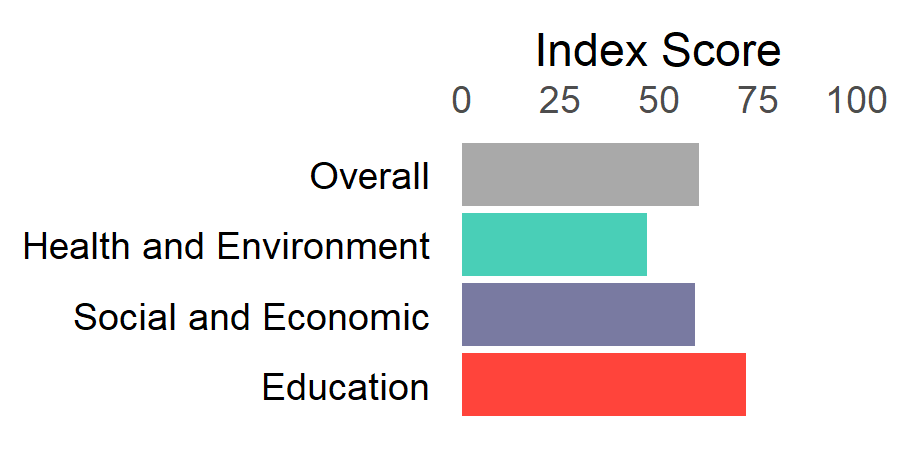 Index Score
0 25 50 75 100
Overall
Health and Environment
Social and Economic
Education